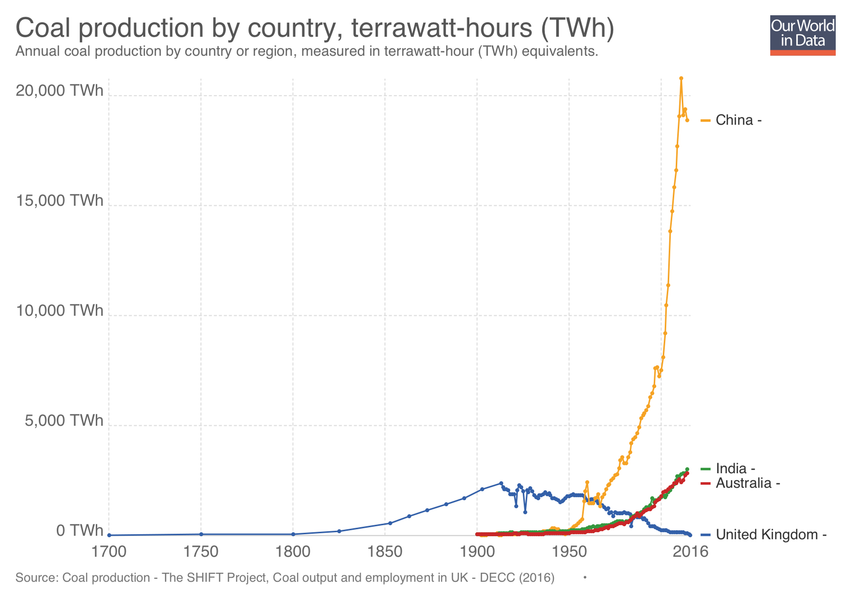 Coal production by country, terrawatt-hours (TWh)
Annual coal production by country or region, measured in terrawatt-hour (TWh) equivalents.
Our World
in Data
20,000 TWh
15,000 TWh
10,000 TWh
5,000 TWh
0 TWh
China -
India -
Australia -
United Kingdom -
1700 1750 1800 1850 1900 1950 2016
Source: Coal production - The SHIFT Project, Coal output and employment in UK - DECC (2016) •